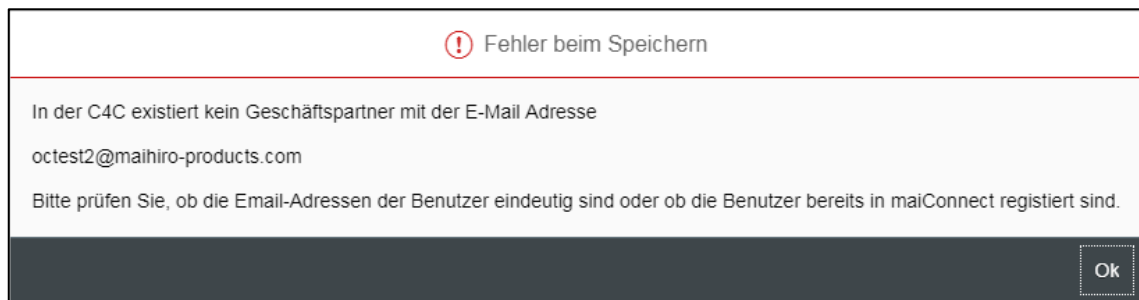 Fehler beim Speichern
In der C4C existiert kein Geschäftspartner mit der E-Mail Adresse
octest2@maihiro-products.com
Bitte prüfen Sie, ob die Email-Adressen der Benutzer eindeutig sind oder ob die Benutzer bereits in maiConnect registiert sind.
Ok